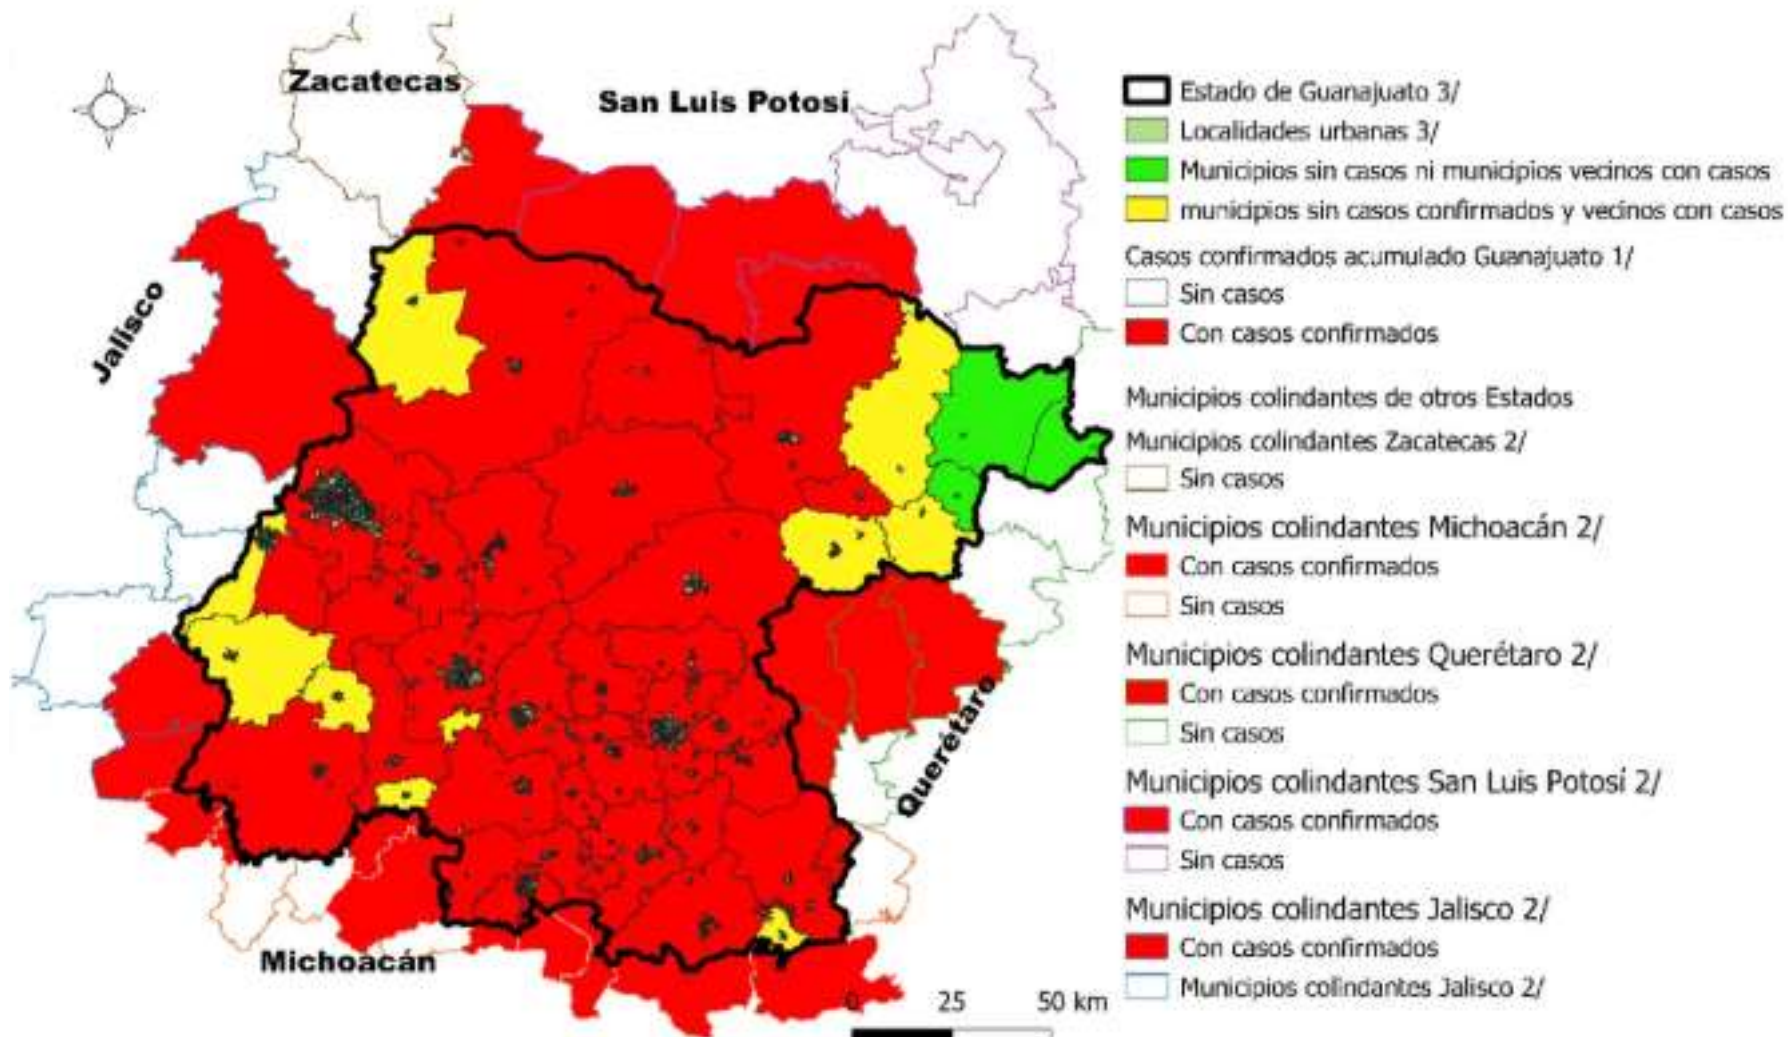 Zacatecas
San Luis Potosí
Jalisco
Querétaro
Michoacán
0 25 50 km
Estado de Guanajuato 3/
Localidades urbanas 3/
Municipios sin casos ni municipios vecinos con casos
municipios sin casos confirmados y vecinos con casos
Casos confirmados acumulado Guanajuato 1/
Sin casos
Con casos confirmados
Municipios colindantes de otros Estados
Municipios colindantes Zacatecas 2/
Sin casos
Municipios colindantes Michoacán 2/
Con casos confirmados
Sin casos
Municipios colindantes Querétaro 2/
Con casos confirmados
Sin casos
Municipios colindantes San Luis Potosí 2/
Con casos confirmados
Sin casos
Municipios colindantes Jalisco 2/
Con casos confirmados
Municipios colindantes Jalisco 2/